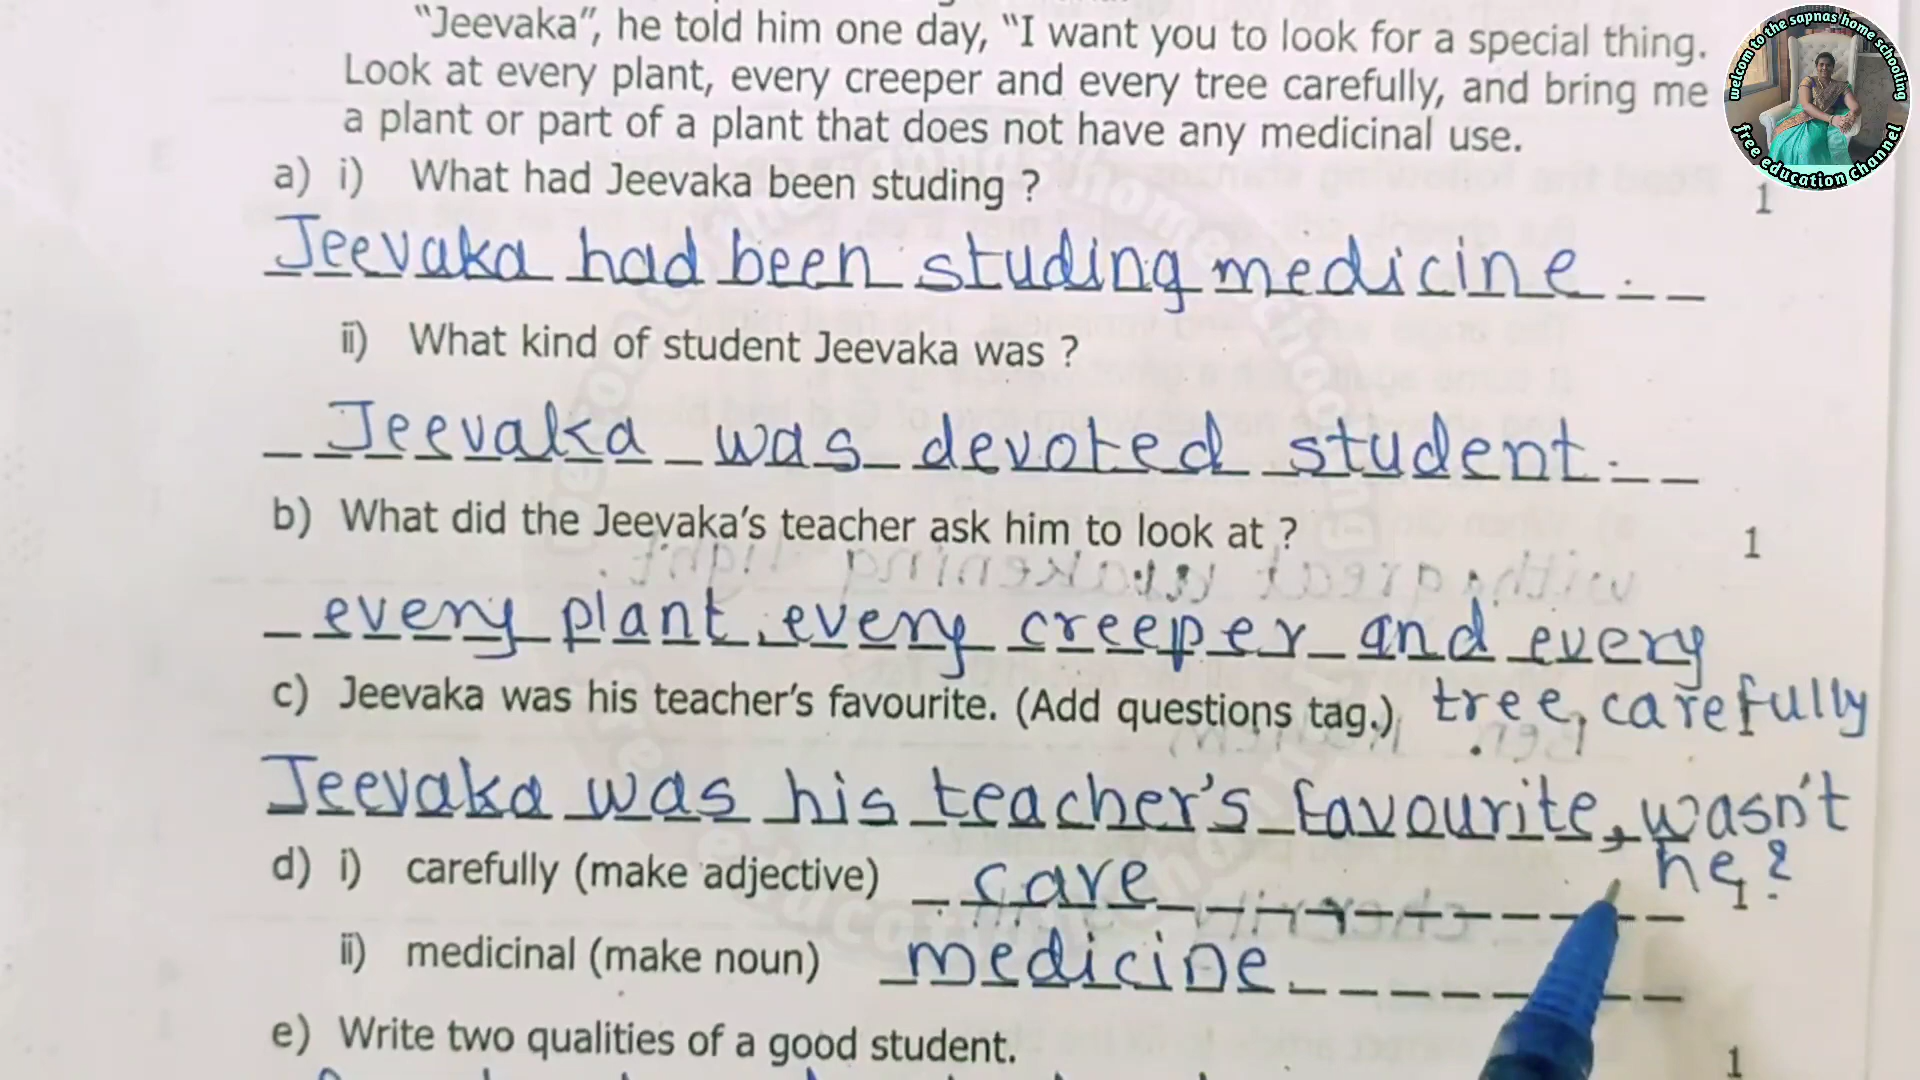 "Jeevaka", he told him one day, "I want you to look for a special thing.
Look at every plant, every creeper and every tree carefully, and bring me
a plant or part of a plant that does not have any medicinal use.
a) i) What had Jeevaka been studing ? 1
Jeevaka had been studing medicine.
ii) What kind of student Jeevaka was ?
Jeevaka was devoted student.
b) What did the Jeevaka's teacher ask him to look at ? 1
every plant, every creeper and every
tree, carefully.
c) Jeevaka was his teacher's favourite. (Add questions tag.)
Jeevaka was his teacher's favourite, wasn't
he?
d) i) carefully (make adjective) care 1
ii) medicinal (make noun) medicine
e) Write two qualities of a good student. 1
welcom to the sapnas home schooling
free education channel